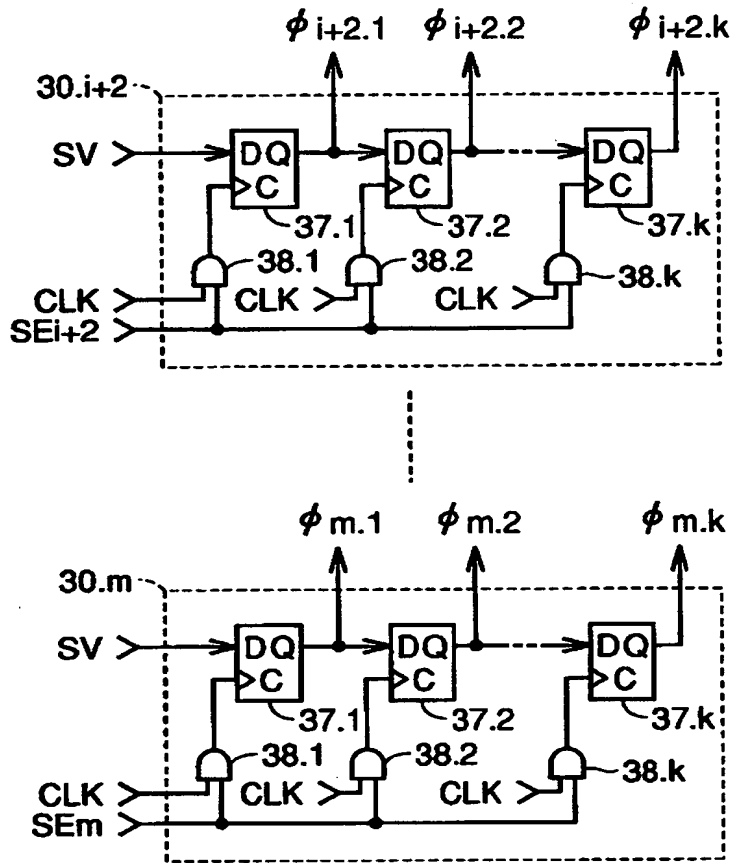 ϕ i+2.1 ϕ i+2.2 ϕ i+2.k
30.i+2
SV DQ DQ DQ
C C C
37.1 37.2 37.k
38.1 38.2 38.k
CLK CLK CLK
SEi+2
ϕ m.1 ϕ m.2 ϕ m.k
30.m
SV DQ DQ DQ
C C C
37.1 37.2 37.k
38.1 38.2 38.k
CLK CLK CLK
SEm